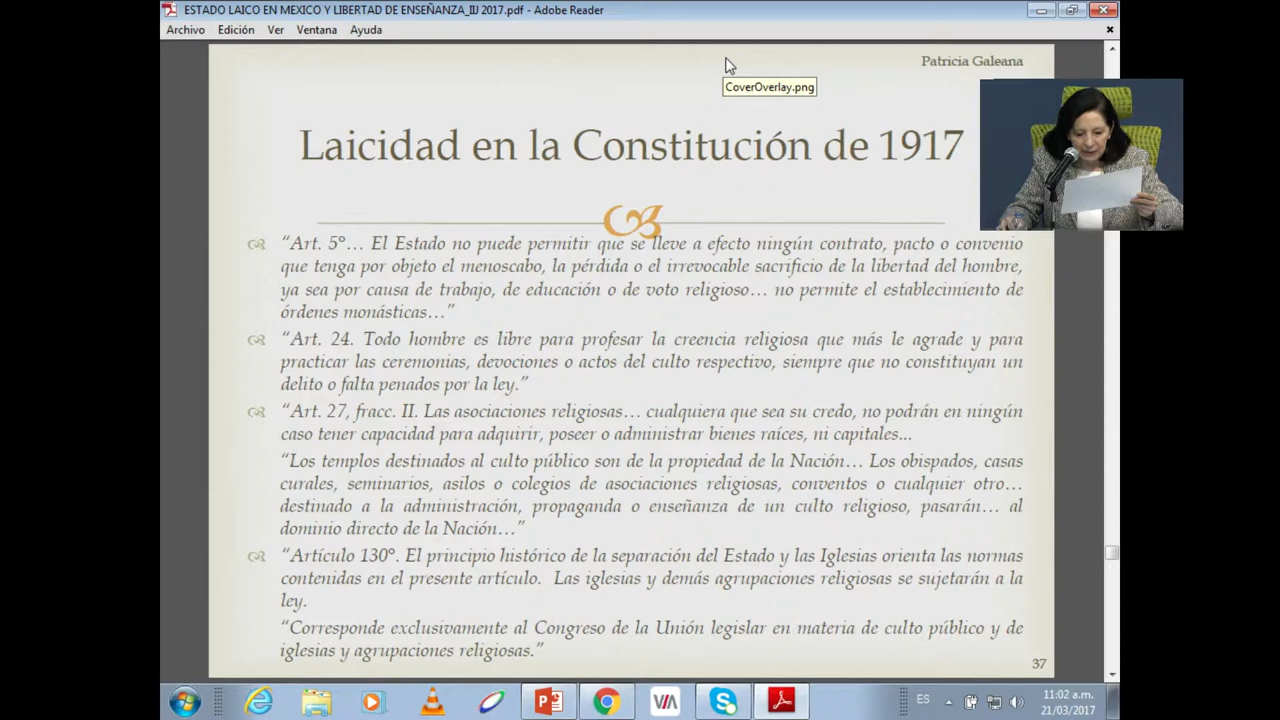 ESTADO LAICO EN MEXICO Y LIBERTAD DE ENSEÑANZA_IIJ 2017.pdf - Adobe Reader
Archivo Edición Ver Ventana Ayuda
Patricia Galeana
CoverOverlay.png
Laicidad en la Constitución de 1917
“Art. 5°… El Estado no puede permitir que se lleve a efecto ningún contrato, pacto o convenio
que tenga por objeto el menoscabo, la pérdida o el irrevocable sacrificio de la libertad del hombre,
ya sea por causa de trabajo, de educación o de voto religioso… no permite el establecimiento de
órdenes monásticas…”
“Art. 24. Todo hombre es libre para profesar la creencia religiosa que más le agrade y para
practicar las ceremonias, devociones o actos del culto respectivo, siempre que no constituyan un
delito o falta penados por la ley.”
“Art. 27, fracc. II. Las asociaciones religiosas… cualquiera que sea su credo, no podrán en ningún
caso tener capacidad para adquirir, poseer o administrar bienes raíces, ni capitales...
“Los templos destinados al culto público son de la propiedad de la Nación… Los obispados, casas
curales, seminarios, asilos o colegios de asociaciones religiosas, conventos o cualquier otro…
destinado a la administración, propaganda o enseñanza de un culto religioso, pasarán… al
dominio directo de la Nación…”
“Artículo 130°. El principio histórico de la separación del Estado y las Iglesias orienta las normas
contenidas en el presente artículo. Las iglesias y demás agrupaciones religiosas se sujetarán a la
ley.
“Corresponde exclusivamente al Congreso de la Unión legislar en materia de culto público y de
iglesias y agrupaciones religiosas.”
37
VIA
ES
11:02 a.m.
21/03/2017